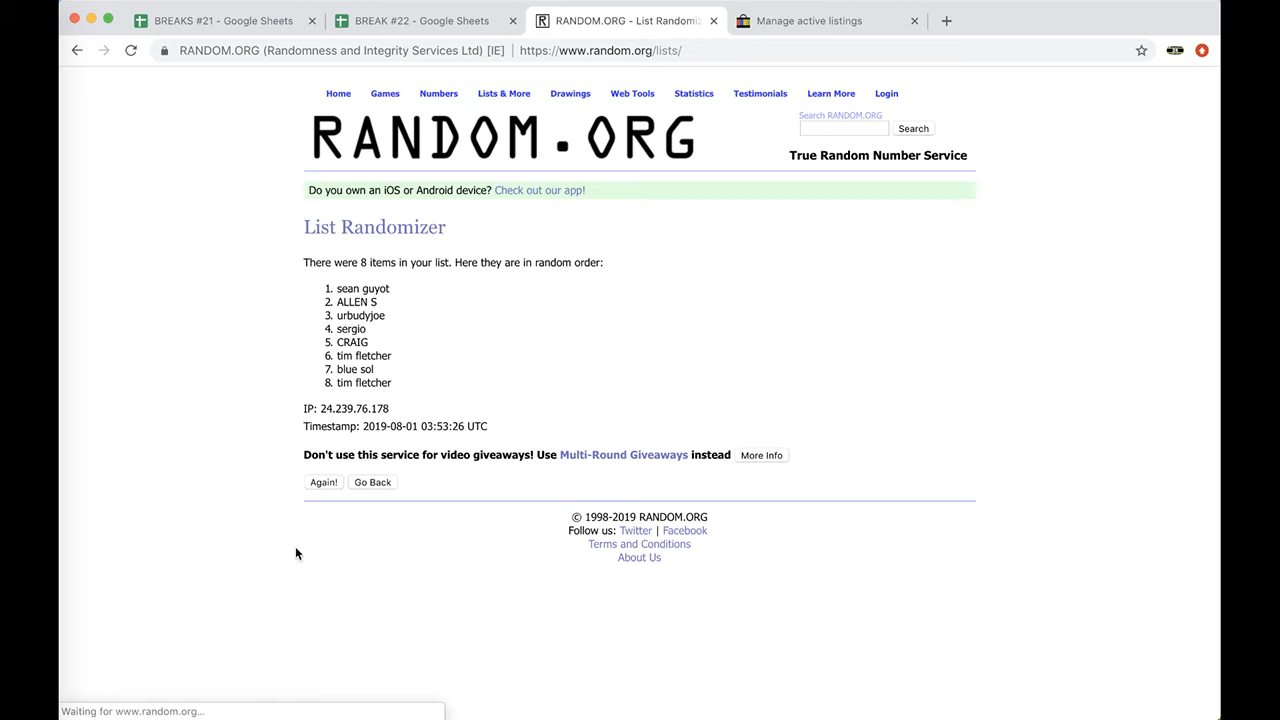 BREAKS #21 - Google Sheets
BREAK #22 - Google Sheets
RANDOM.ORG - List Randomiz
Manage active listings
RANDOM.ORG (Randomness and Integrity Services Ltd) [IE] | https://www.random.org/lists/
Home Games Numbers Lists & More Drawings Web Tools Statistics Testimonials Learn More Login
RANDOM.ORG
Search RANDOM.ORG
Search
True Random Number Service
Do you own an iOS or Android device? Check out our app!
List Randomizer
There were 8 items in your list. Here they are in random order:
1. sean guyot
2. ALLEN S
3. urbudyjoe
4. sergio
5. CRAIG
6. tim fletcher
7. blue sol
8. tim fletcher
IP: 24.239.76.178
Timestamp: 2019-08-01 03:53:26 UTC
Don't use this service for video giveaways! Use Multi-Round Giveaways instead More Info
Again! Go Back
© 1998-2019 RANDOM.ORG
Follow us: Twitter | Facebook
Terms and Conditions
About Us
Waiting for www.random.org...